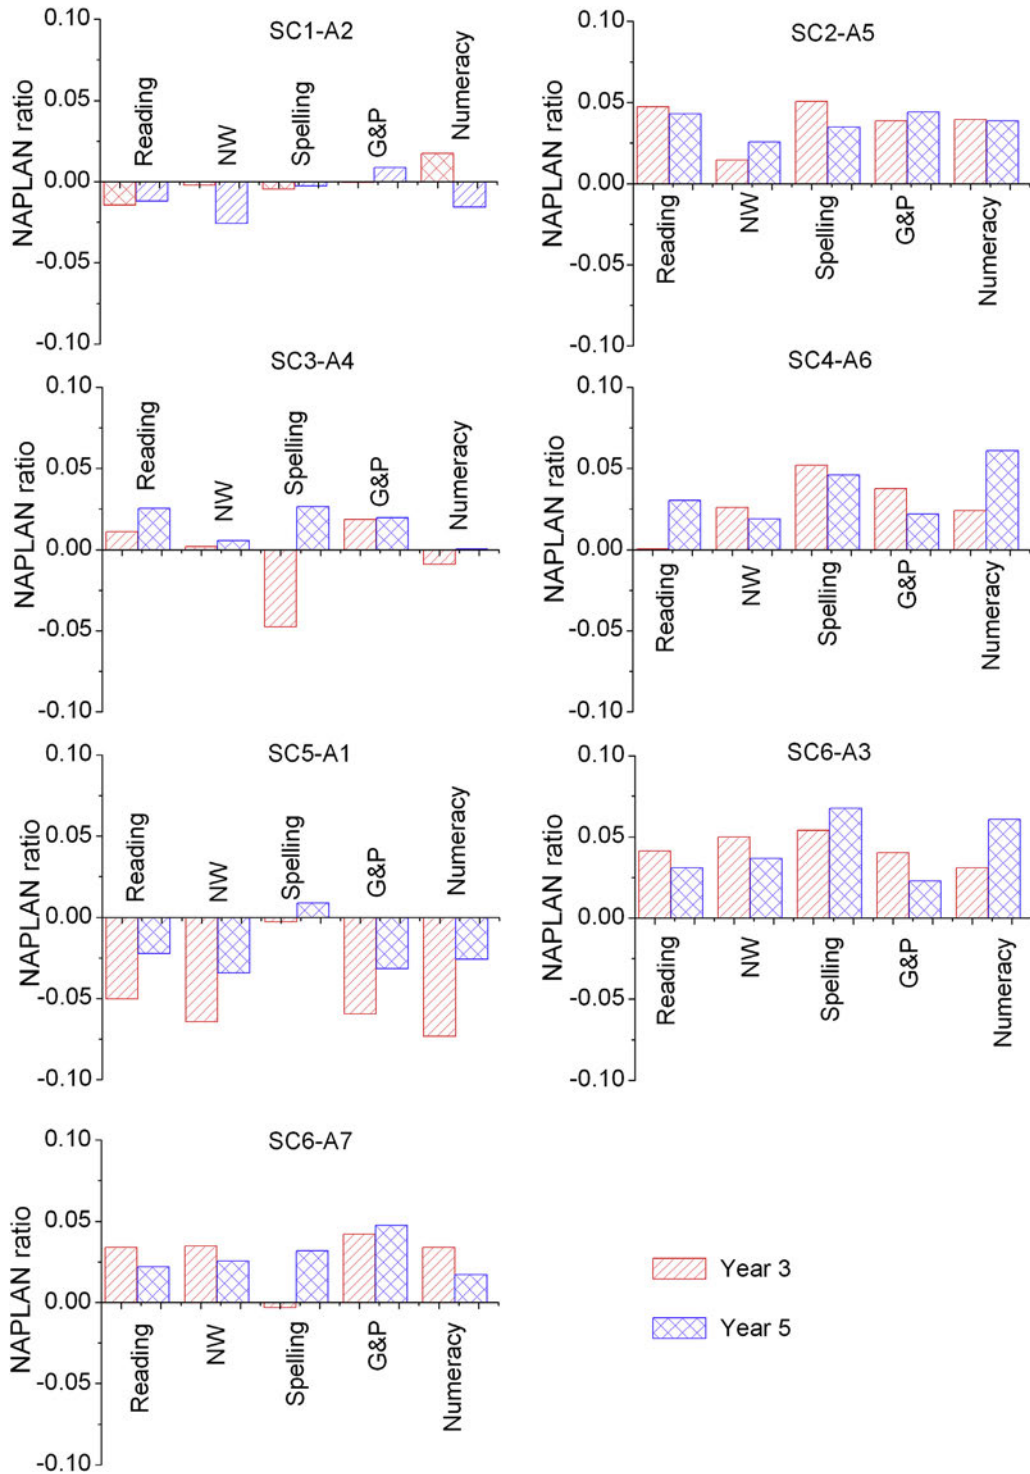 SC1-A2
NAPLAN ratio
0.10
0.05
0.00
-0.05
-0.10
Reading
NW
Spelling
G&P
Numeracy
SC2-A5
NAPLAN ratio
0.10
0.05
0.00
-0.05
-0.10
Reading
NW
Spelling
G&P
Numeracy
SC3-A4
NAPLAN ratio
0.10
0.05
0.00
-0.05
-0.10
Reading
NW
Spelling
G&P
Numeracy
SC4-A6
NAPLAN ratio
0.10
0.05
0.00
-0.05
-0.10
Reading
NW
Spelling
G&P
Numeracy
SC5-A1
NAPLAN ratio
0.10
0.05
0.00
-0.05
-0.10
Reading
NW
Spelling
G&P
Numeracy
SC6-A3
NAPLAN ratio
0.10
0.05
0.00
-0.05
-0.10
Reading
NW
Spelling
G&P
Numeracy
SC6-A7
NAPLAN ratio
0.10
0.05
0.00
-0.05
-0.10
Reading
NW
Spelling
G&P
Numeracy
Year 3
Year 5